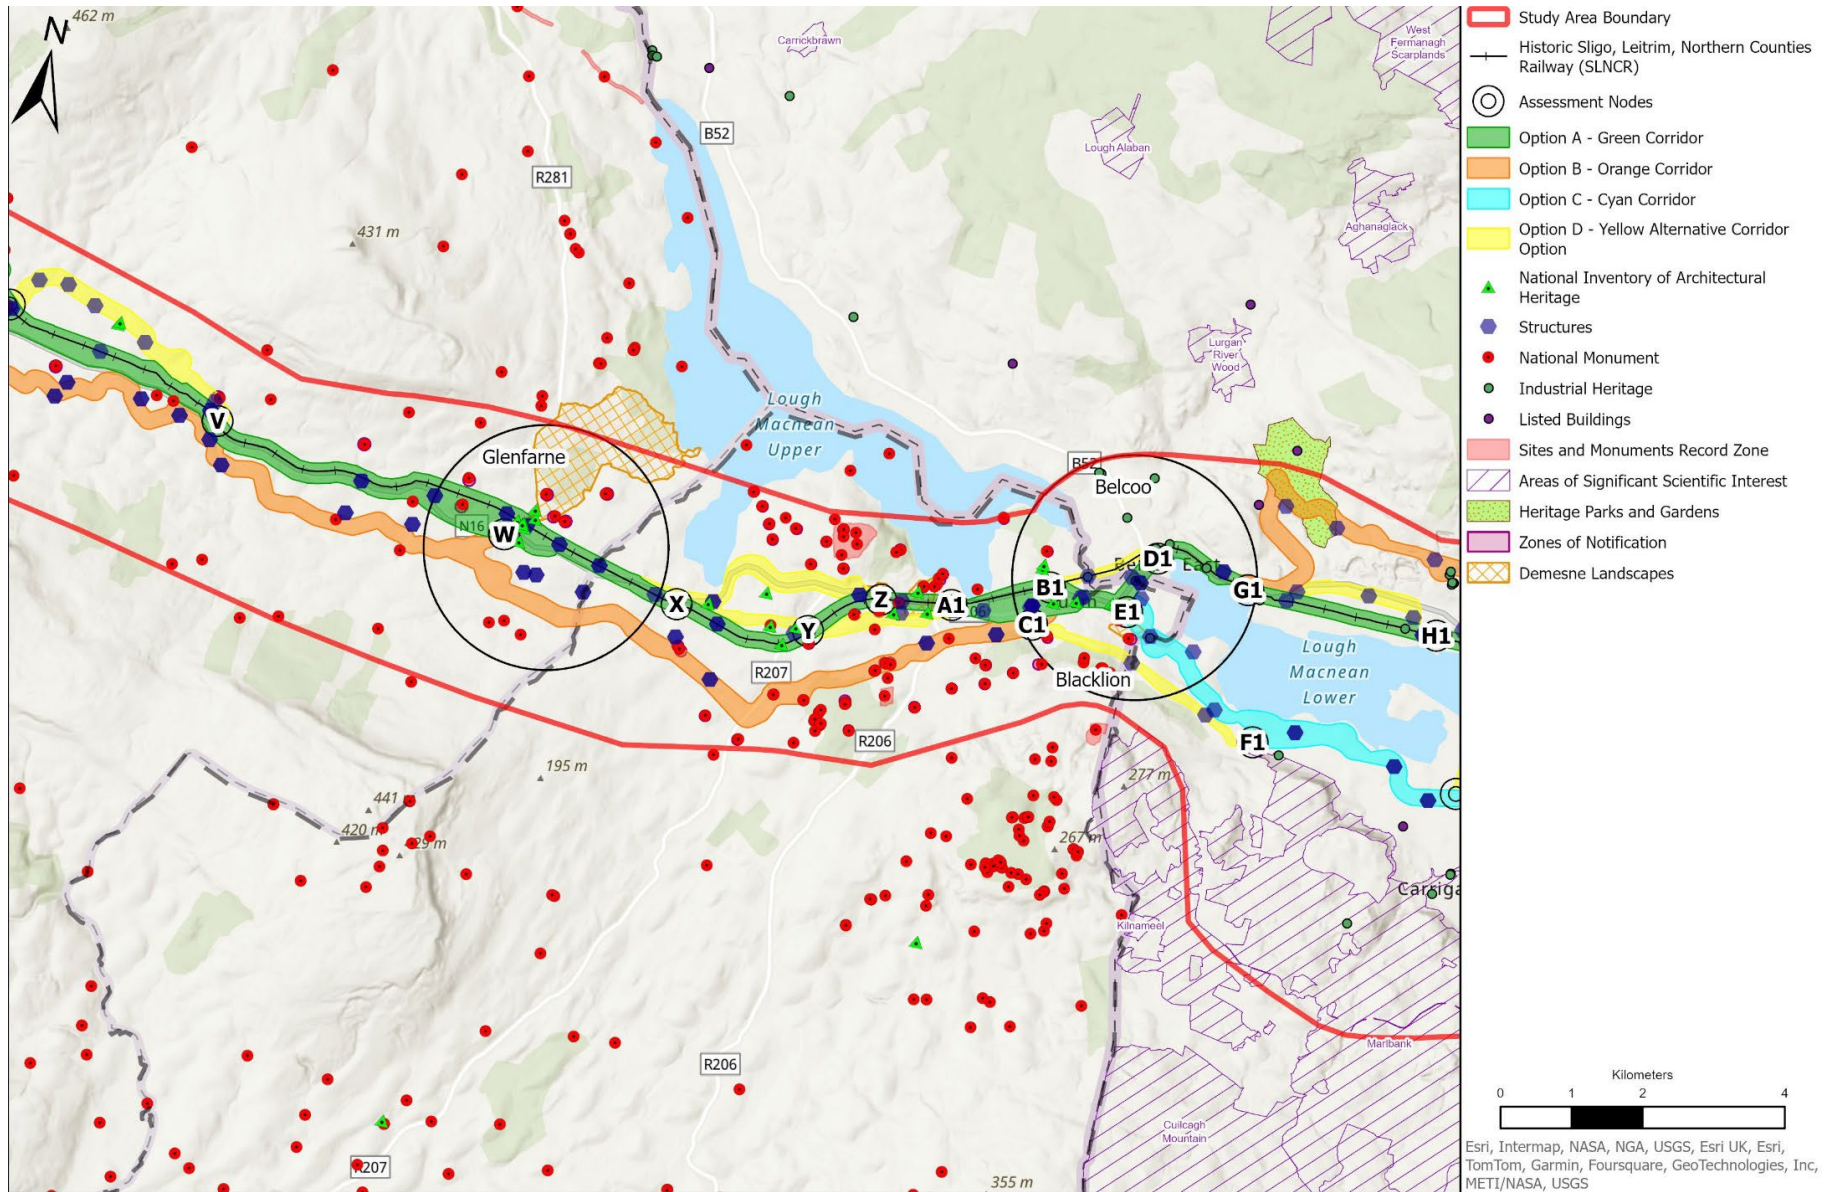 462 m
N
Carrickbrawn
West
Fermanagh
Scarplands
B52
Lough Alaban
R281
431 m
Aghanaglack
Lurgan
River
Wood
Lough
Macnean
Upper
V
Glenfarne
B52
Belcoo
N16
W
D1
X
Z
A1
B1
G1
Y
C1
E1
H1
R207
Blacklion
Lough
Macnean
Lower
R206
F1
195 m
277 m
441
420 m
267 m
Kilnameel
Marlbank
R206
Cuilcagh
Mountain
R207
355 m
Study Area Boundary
Historic Sligo, Leitrim, Northern Counties
Railway (SLNCR)
Assessment Nodes
Option A - Green Corridor
Option B - Orange Corridor
Option C - Cyan Corridor
Option D - Yellow Alternative Corridor
Option
National Inventory of Architectural
Heritage
Structures
National Monument
Industrial Heritage
Listed Buildings
Sites and Monuments Record Zone
Areas of Significant Scientific Interest
Heritage Parks and Gardens
Zones of Notification
Demesne Landscapes
Kilometers
0 1 2 4
Esri, Intermap, NASA, NGA, USGS, Esri UK, Esri,
TomTom, Garmin, Foursquare, GeoTechnologies, Inc,
METI/NASA, USGS